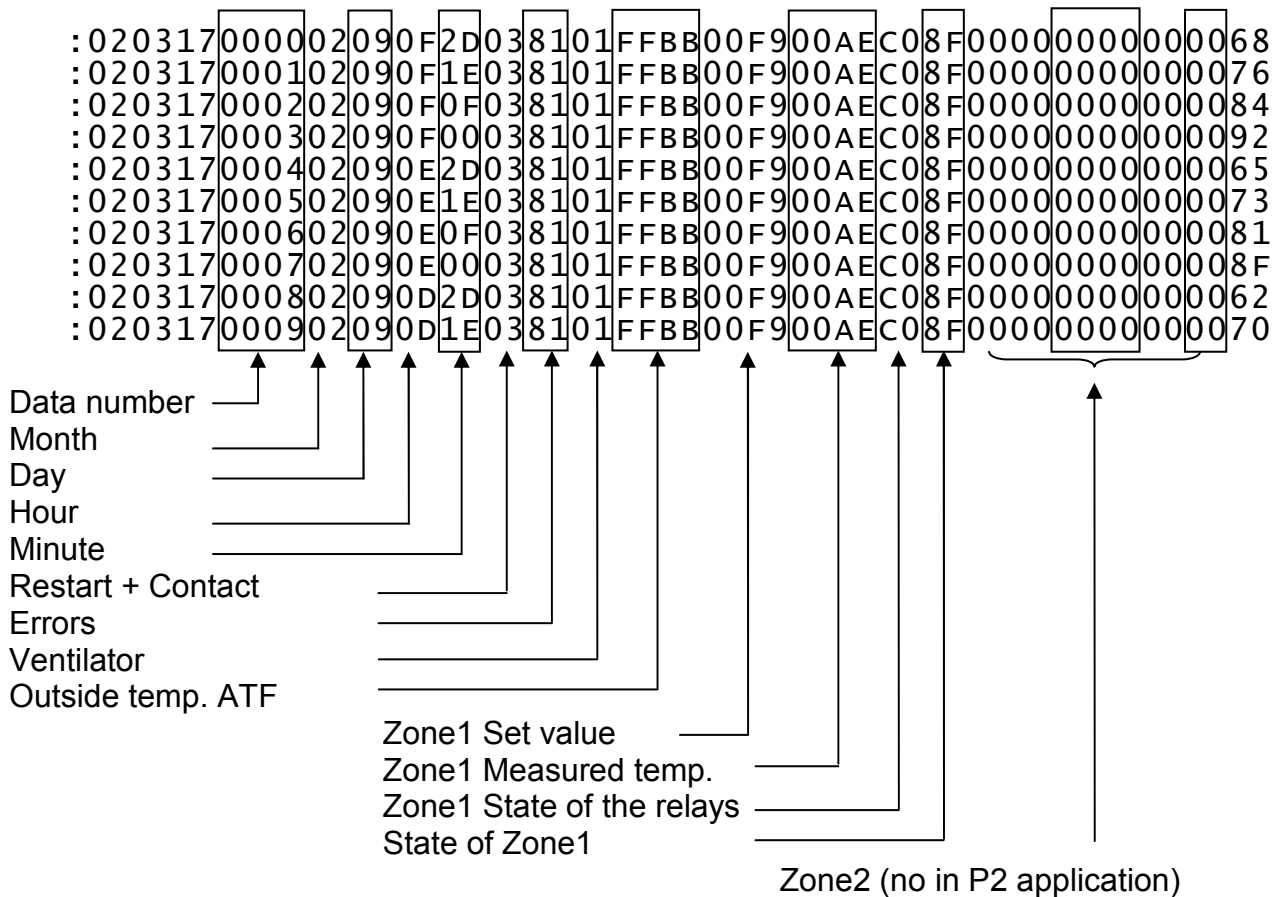 :020317000002090F2D038101FFBB00F900AEC08F00000000000068
:020317000102090F1E038101FFBB00F900AEC08F00000000000076
:020317000202090F0F038101FFBB00F900AEC08F00000000000084
:020317000302090F00038101FFBB00F900AEC08F00000000000092
:020317000402090E2D038101FFBB00F900AEC08F00000000000065
:020317000502090E1E038101FFBB00F900AEC08F00000000000073
:020317000602090E0F038101FFBB00F900AEC08F00000000000081
:020317000702090E00038101FFBB00F900AEC08F0000000000008F
:020317000802090D2D038101FFBB00F900AEC08F00000000000062
:020317000902090D1E038101FFBB00F900AEC08F00000000000070
Data number
Month
Day
Hour
Minute
Restart + Contact
Errors
Ventilator
Outside temp. ATF
Zone1 Set value
Zone1 Measured temp.
Zone1 State of the relays
State of Zone1
Zone2 (no in P2 application)